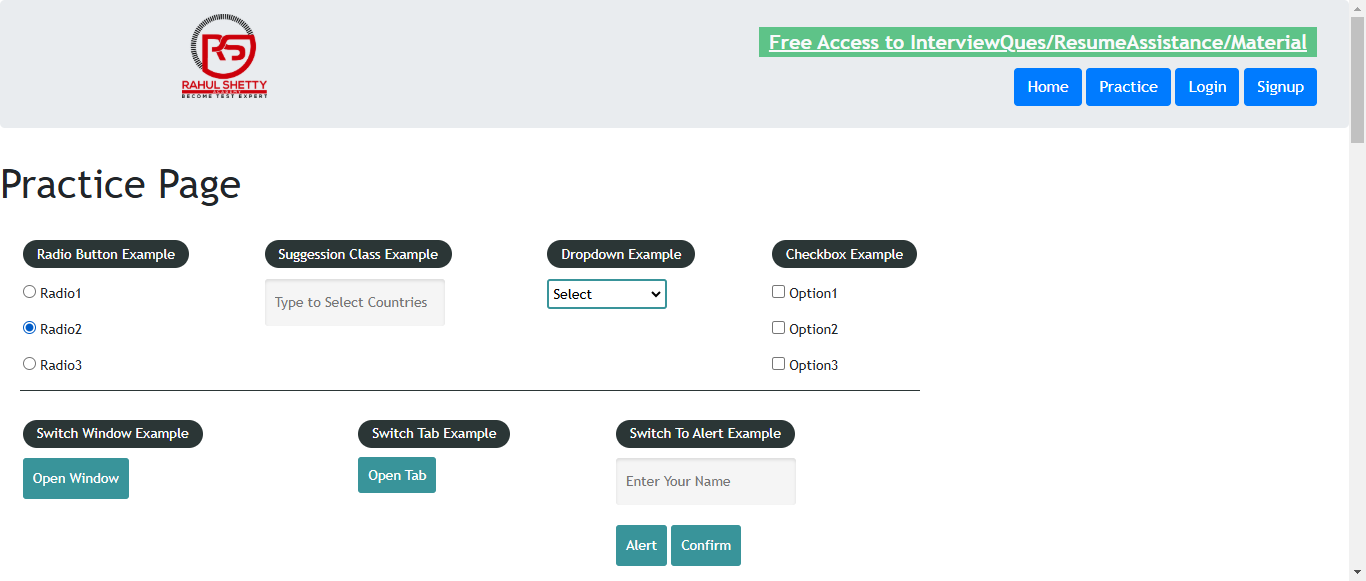 RS
RAHUL SHETTY
ACADEMY
BECOME TEST EXPERT
Free Access to InterviewQues/ResumeAssistance/Material
Home Practice Login Signup
Practice Page
Radio Button Example
Radio1
Radio2
Radio3
Suggession Class Example
Type to Select Countries
Dropdown Example
Select
Checkbox Example
Option1
Option2
Option3
Switch Window Example
Open Window
Switch Tab Example
Open Tab
Switch To Alert Example
Enter Your Name
Alert Confirm